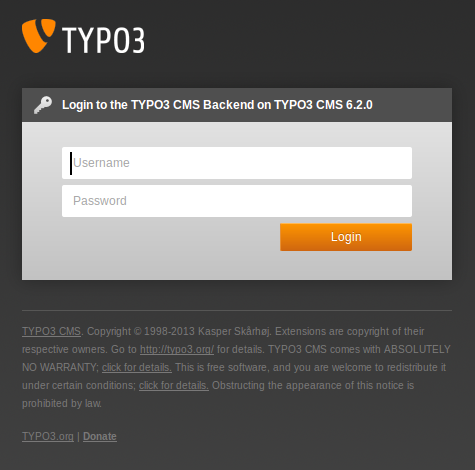 TYPO3
Login to the TYPO3 CMS Backend on TYPO3 CMS 6.2.0
Username
Password
Login
TYPO3 CMS. Copyright © 1998-2013 Kasper Skårhøj. Extensions are copyright of their
respective owners. Go to http://typo3.org/ for details. TYPO3 CMS comes with ABSOLUTELY
NO WARRANTY; click for details. This is free software, and you are welcome to redistribute it
under certain conditions; click for details. Obstructing the appearance of this notice is
prohibited by law.
TYPO3.org | Donate